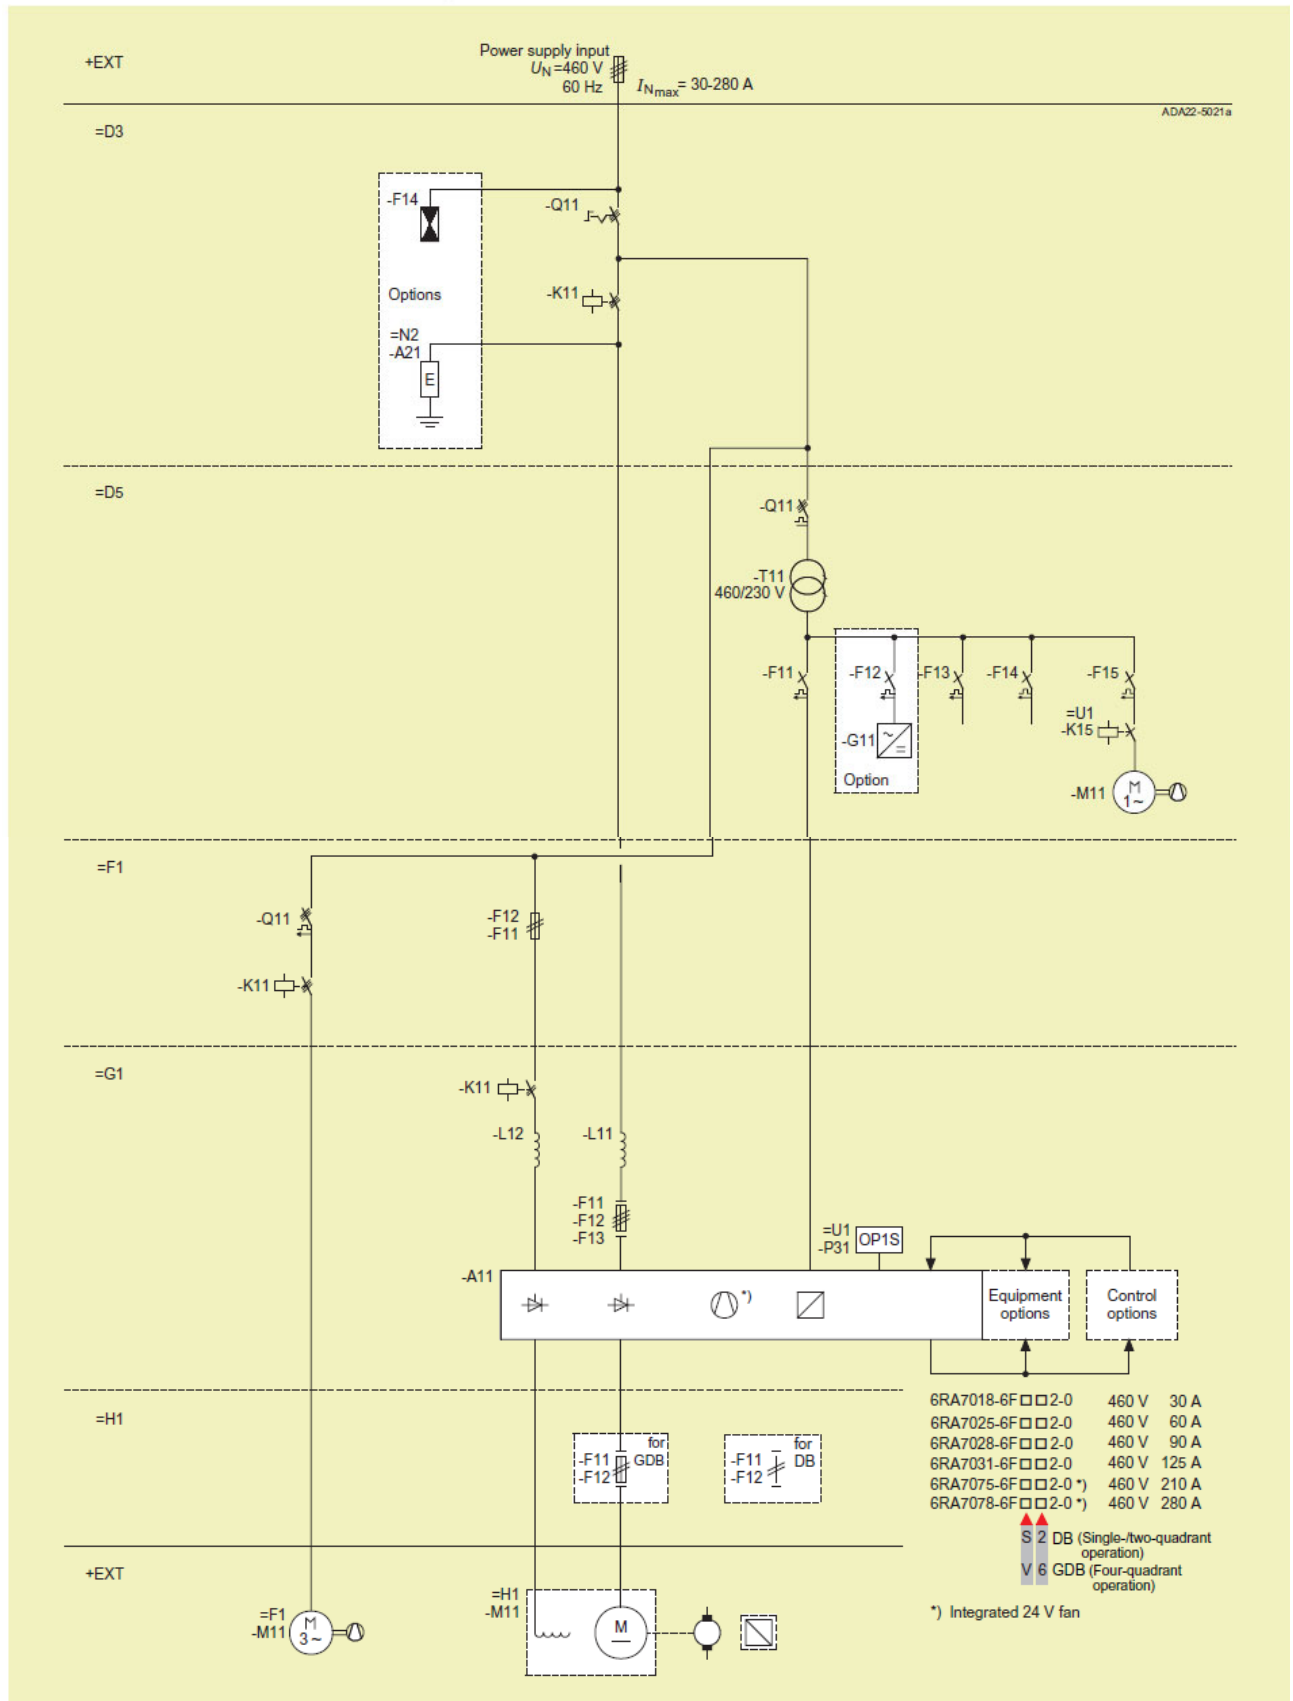 Power supply input
+EXT
UN =460 V
60 Hz
INmax= 30-280 A
ADA22-5021a
=D3
-F14
-Q11
Options
-K11
=N2
-A21
E
=D5
-Q11
-T11
460/230 V
-F11
-F12
-F13
-F14
-F15
=U1
-K15
-G11
~
=
Option
-M11
M
1~
=F1
-Q11
-F12
-F11
-K11
=G1
-K11
-L12
-L11
-F11
-F12
-F13
=U1
-P31
OP1S
-A11
*)
Equipment
options
Control
options
6RA7018-6F□□2-0 460 V 30 A
6RA7025-6F□□2-0 460 V 60 A
6RA7028-6F□□2-0 460 V 90 A
6RA7031-6F□□2-0 460 V 125 A
6RA7075-6F□□2-0 *) 460 V 210 A
6RA7078-6F□□2-0 *) 460 V 280 A
=H1
for
GDB
-F11
-F12
for
DB
-F11
-F12
S 2 DB (Single-/two-quadrant
operation)
V 6 GDB (Four-quadrant
operation)
*) Integrated 24 V fan
+EXT
=F1
-M11
M
3~
=H1
-M11
M